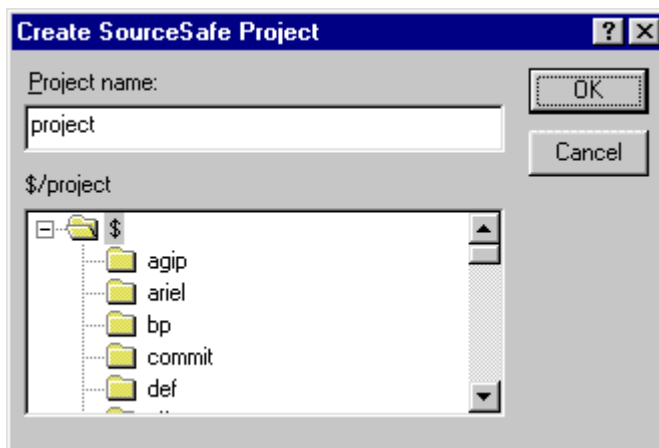 Create SourceSafe Project
Project name:
OK
project
Cancel
$/project
$
agip
ariel
bp
commit
def